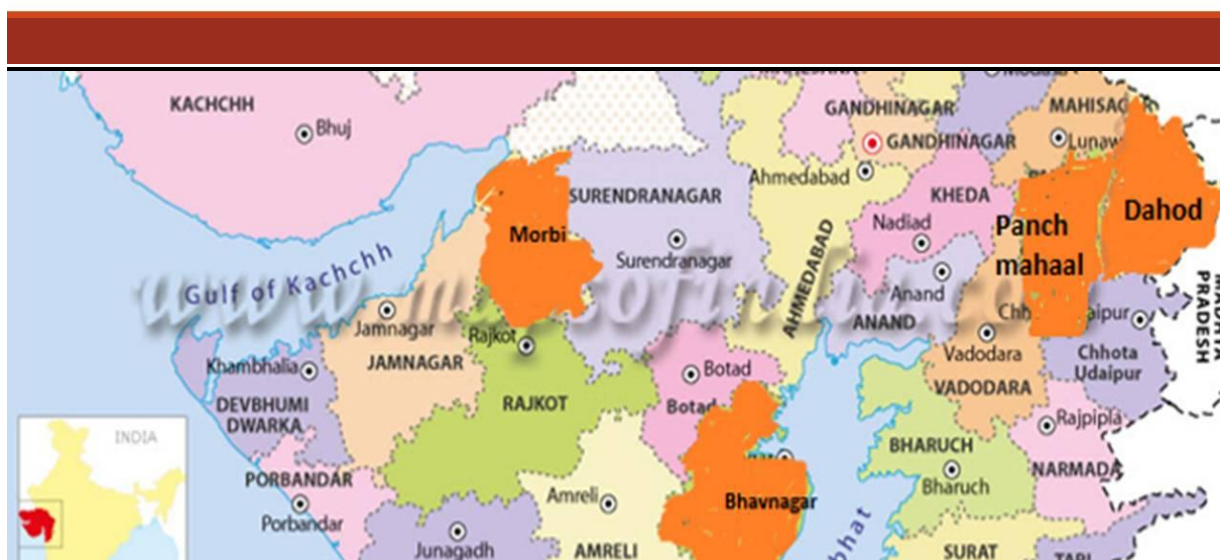 KACHCHH
Bhuj
GANDHINAGAR
GANDHINAGAR
MAHISAGAR
Ahmedabad
SURENDRANAGAR
Surendranagar
Morbi
KHEDA
Nadiad
Panch
mahaal
Dahod
AHMEDABAD
Gulf of Kachchh
Anand
ANAND
Jamnagar
JAMNAGAR
Rajkot
RAJKOT
Khambhalia
DEVBHUMI
DWARKA
Botad
Botad
Vadodara
VADODARA
Chhota
Udaipur
PRADESH
INDIA
Rajpipla
BHARUCH
Bharuch
NARMADA
PORBANDAR
Porbandar
Amreli
AMRELI
Bhavnagar
Junagadh
SURAT